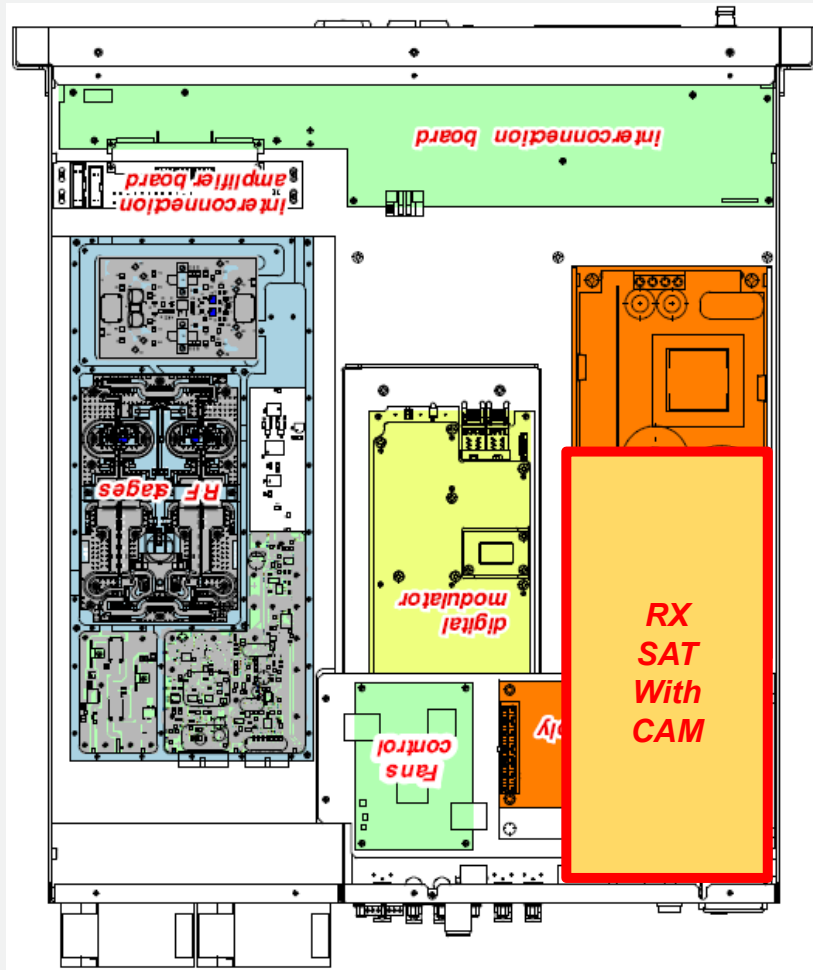 interconnection board
interconnection
amplifier board
RF stages
digital
modulator
Fans
control
RX
SAT
With
CAM